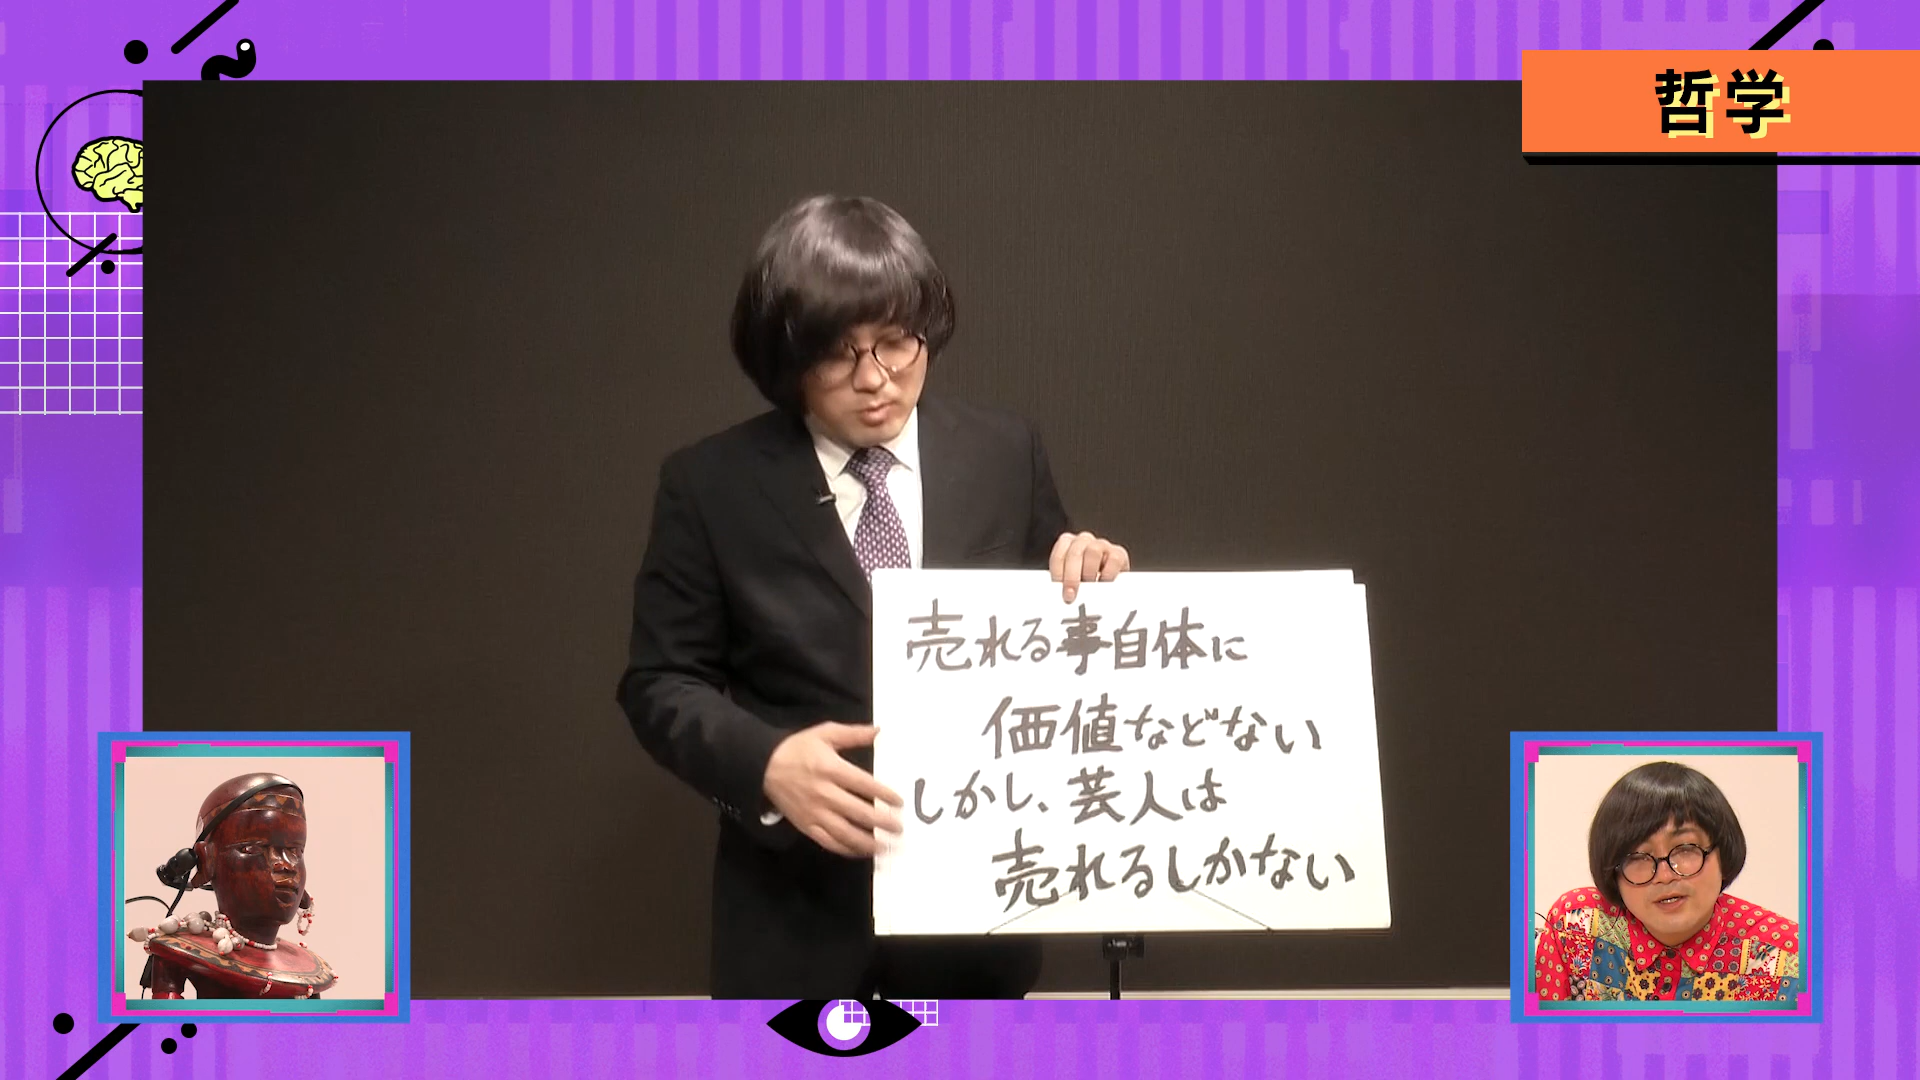 哲学
売れる事自体に
価値などない
しかし、芸人は
売れるしかない